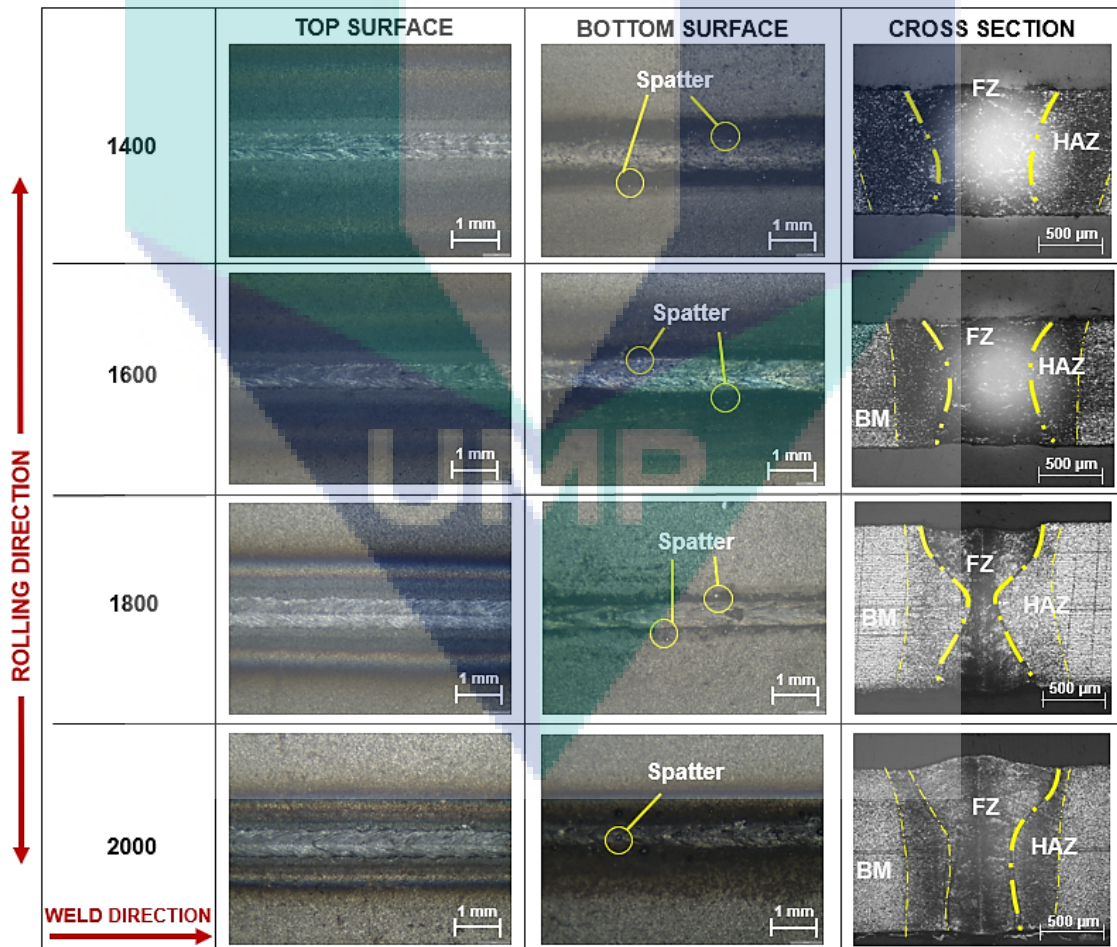 TOP SURFACE
BOTTOM SURFACE
CROSS SECTION
1400
1 mm
Spatter
1 mm
FZ
HAZ
500 µm
1600
1 mm
Spatter
1 mm
FZ
HAZ
BM
500 µm
1800
1 mm
Spatter
1 mm
FZ
HAZ
BM
500 µm
2000
1 mm
Spatter
1 mm
FZ
HAZ
BM
500 µm
ROLLING DIRECTION
WELD DIRECTION
UMP